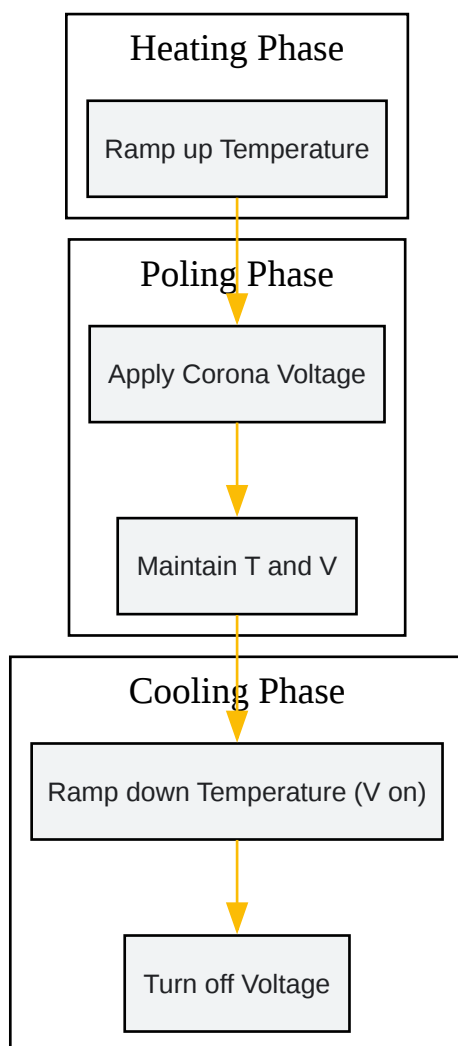 Heating Phase
Ramp up Temperature
Poling Phase
Apply Corona Voltage
Maintain T and V
Cooling Phase
Ramp down Temperature (V on)
Turn off Voltage